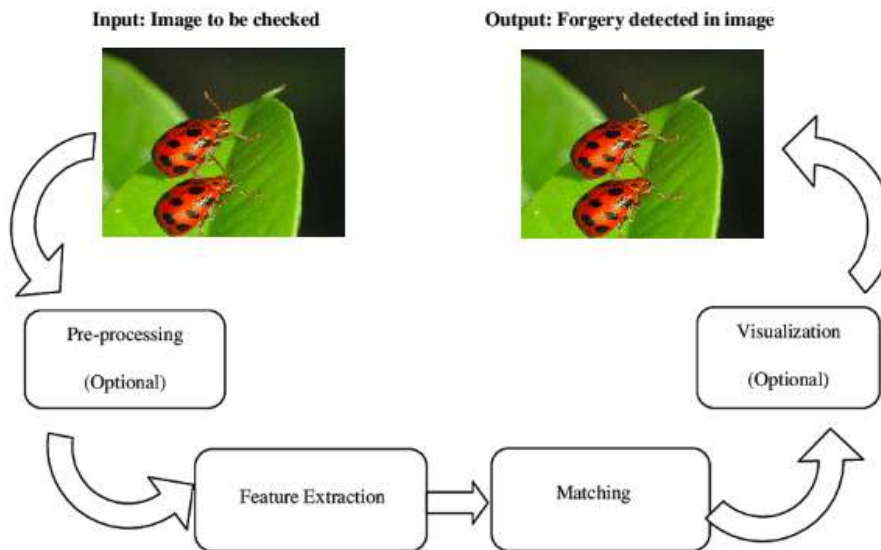 Input: Image to be checked
Output: Forgery detected in image
Pre-processing
(Optional)
Feature Extraction
Matching
Visualization
(Optional)